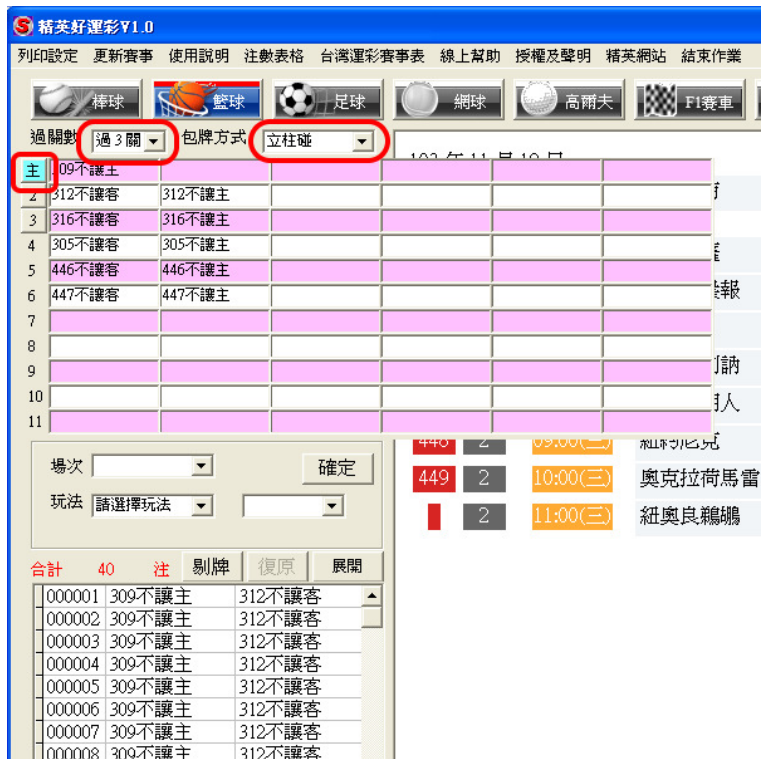 精英好運彩V1.0
列印設定 更新賽事 使用說明 注數表格 台灣運彩賽事表 線上幫助 授權及聲明 精英網站 結束作業
棒球 籃球 足球 網球 高爾夫 F1賽車
過關數 過3關 包牌方式 立柱碰
主 309不讓主
2 312不讓客 312不讓主
3 316不讓客 316不讓主
4 305不讓客 305不讓主
5 446不讓客 446不讓主
6 447不讓客 447不讓主
7
8
9
10
11
448 2 09:00(三) 紐約尼克
449 2 10:00(三) 奧克拉荷馬雷
2 11:00(三) 紐奧良鵜鶘
場次 確定
玩法 請選擇玩法
合計 40 注 剔牌 復原 展開
000001 309不讓主 312不讓客
000002 309不讓主 312不讓客
000003 309不讓主 312不讓客
000004 309不讓主 312不讓客
000005 309不讓主 312不讓客
000006 309不讓主 312不讓客
000007 309不讓主 312不讓客
000008 309不讓主 312不讓客